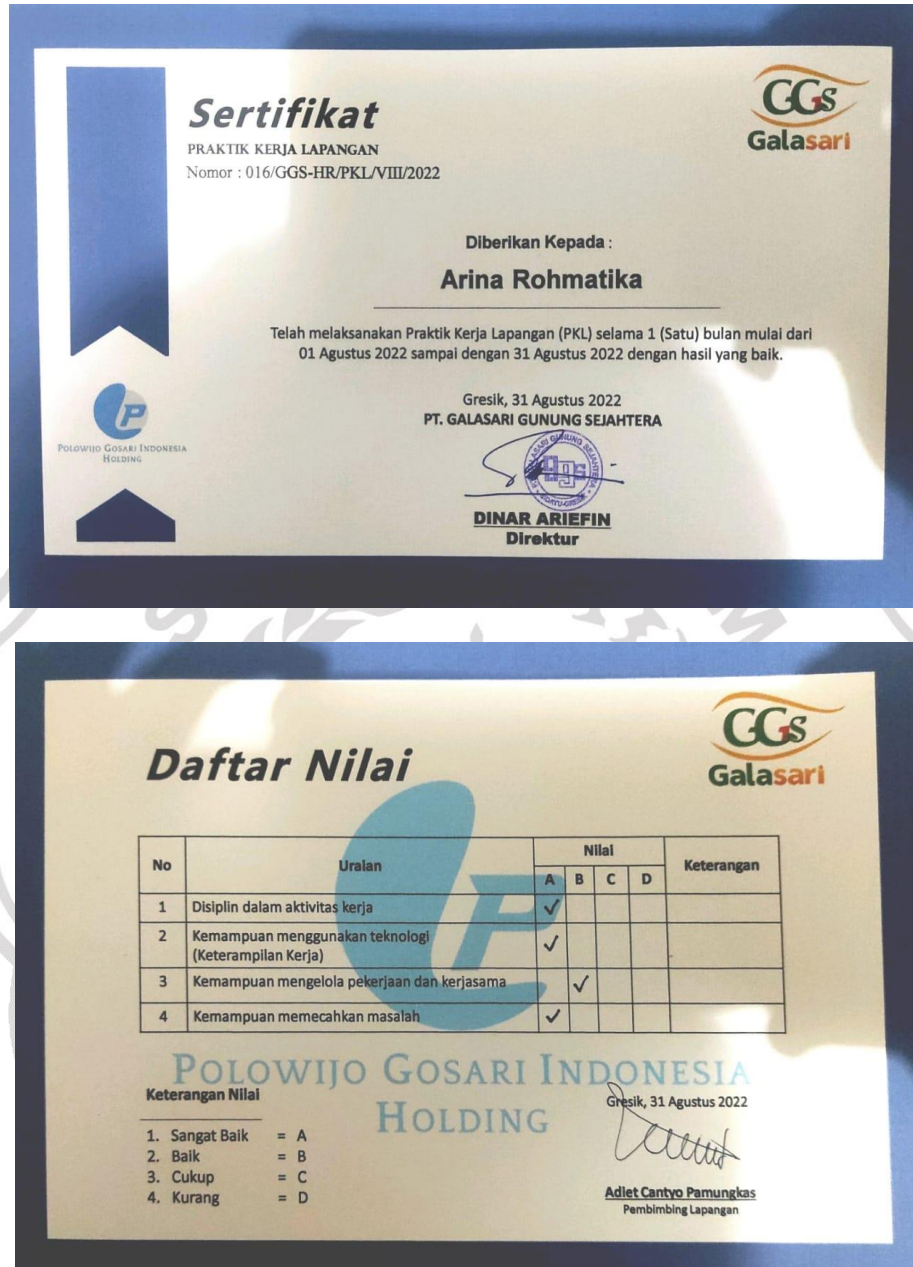 Sertifikat
PRAKTIK KERJA LAPANGAN
Nomor : 016/GGS-HR/PKL/VIII/2022
GGs
Galasari
Diberikan Kepada :
Arina Rohmatika
Telah melaksanakan Praktik Kerja Lapangan (PKL) selama 1 (Satu) bulan mulai dari
01 Agustus 2022 sampai dengan 31 Agustus 2022 dengan hasil yang baik.
P
POLOWIJO GOSARI INDONESIA
HOLDING
Gresik, 31 Agustus 2022
PT. GALASARI GUNUNG SEJAHTERA
ggs
DINAR ARIEFIN
Direktur
Daftar Nilai
GGs
Galasari
No Uraian Nilai Keterangan
A B C D
1 Disiplin dalam aktivitas kerja ✓
2 Kemampuan menggunakan teknologi
(Keterampilan Kerja) ✓
3 Kemampuan mengelola pekerjaan dan kerjasama ✓
4 Kemampuan memecahkan masalah ✓
P
POLOWIJO GOSARI INDONESIA
HOLDING
Keterangan Nilai
1. Sangat Baik = A
2. Baik = B
3. Cukup = C
4. Kurang = D
Gresik, 31 Agustus 2022
Adlet Cantyo Pamungkas
Pembimbing Lapangan